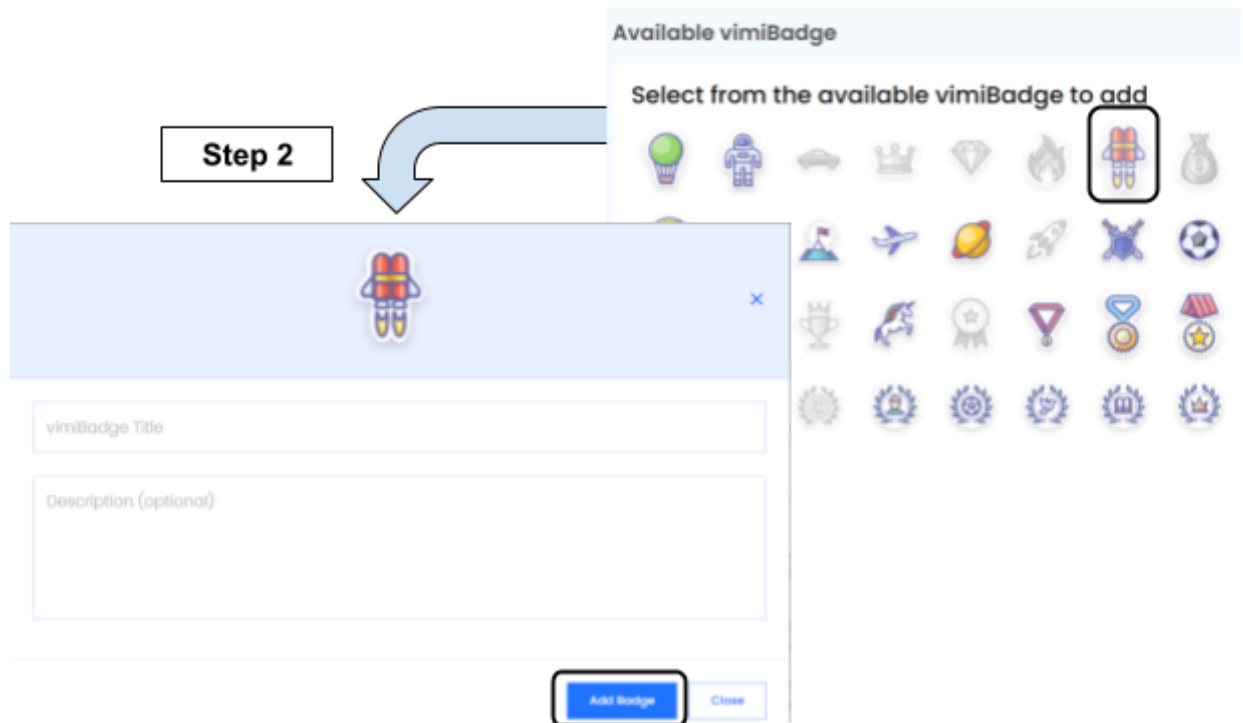 Available vimiBadge
Select from the available vimiBadge to add
Step 2
vimiBadge Title
Description (optional)
Add Badge
Close